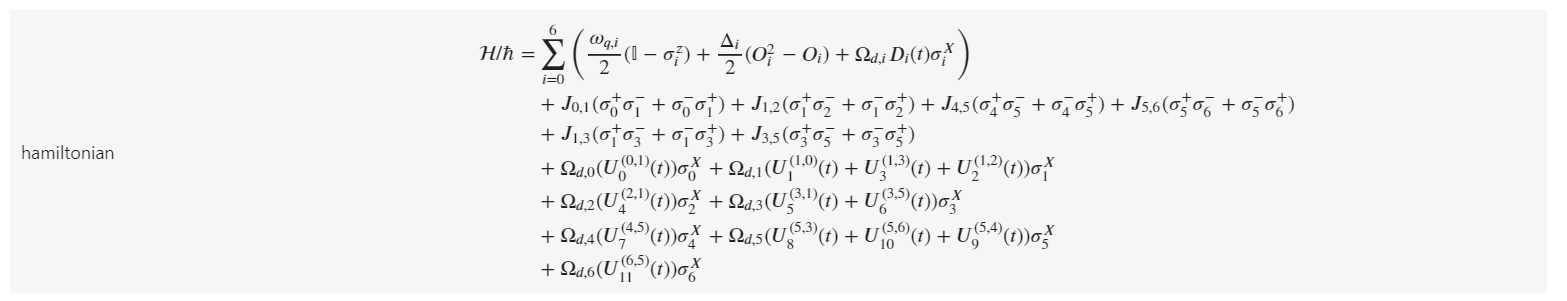 ℋ/ħ = ∑_{i=0}^{6} ( ω_{q,i}/2 (𝕀 − σ_i^z) + Δ_i/2 (O_i^2 − O_i) + Ω_{d,i} D_i(t)σ_i^X )
+ J_{0,1}(σ_0^+σ_1^− + σ_0^−σ_1^+) + J_{1,2}(σ_1^+σ_2^− + σ_1^−σ_2^+) + J_{4,5}(σ_4^+σ_5^− + σ_4^−σ_5^+) + J_{5,6}(σ_5^+σ_6^− + σ_5^−σ_6^+)
+ J_{1,3}(σ_1^+σ_3^− + σ_1^−σ_3^+) + J_{3,5}(σ_3^+σ_5^− + σ_3^−σ_5^+)
hamiltonian
+ Ω_{d,0}(U_0^{(0,1)}(t))σ_0^X + Ω_{d,1}(U_1^{(1,0)}(t) + U_3^{(1,3)}(t) + U_2^{(1,2)}(t))σ_1^X
+ Ω_{d,2}(U_4^{(2,1)}(t))σ_2^X + Ω_{d,3}(U_5^{(3,1)}(t) + U_6^{(3,5)}(t))σ_3^X
+ Ω_{d,4}(U_7^{(4,5)}(t))σ_4^X + Ω_{d,5}(U_8^{(5,3)}(t) + U_{10}^{(5,6)}(t) + U_9^{(5,4)}(t))σ_5^X
+ Ω_{d,6}(U_{11}^{(6,5)}(t))σ_6^X